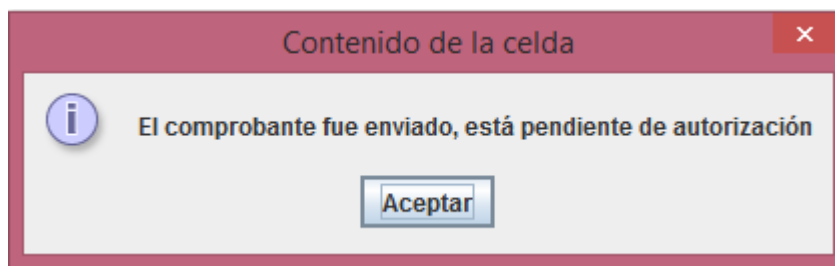 Contenido de la celda
El comprobante fue enviado, está pendiente de autorización
Aceptar